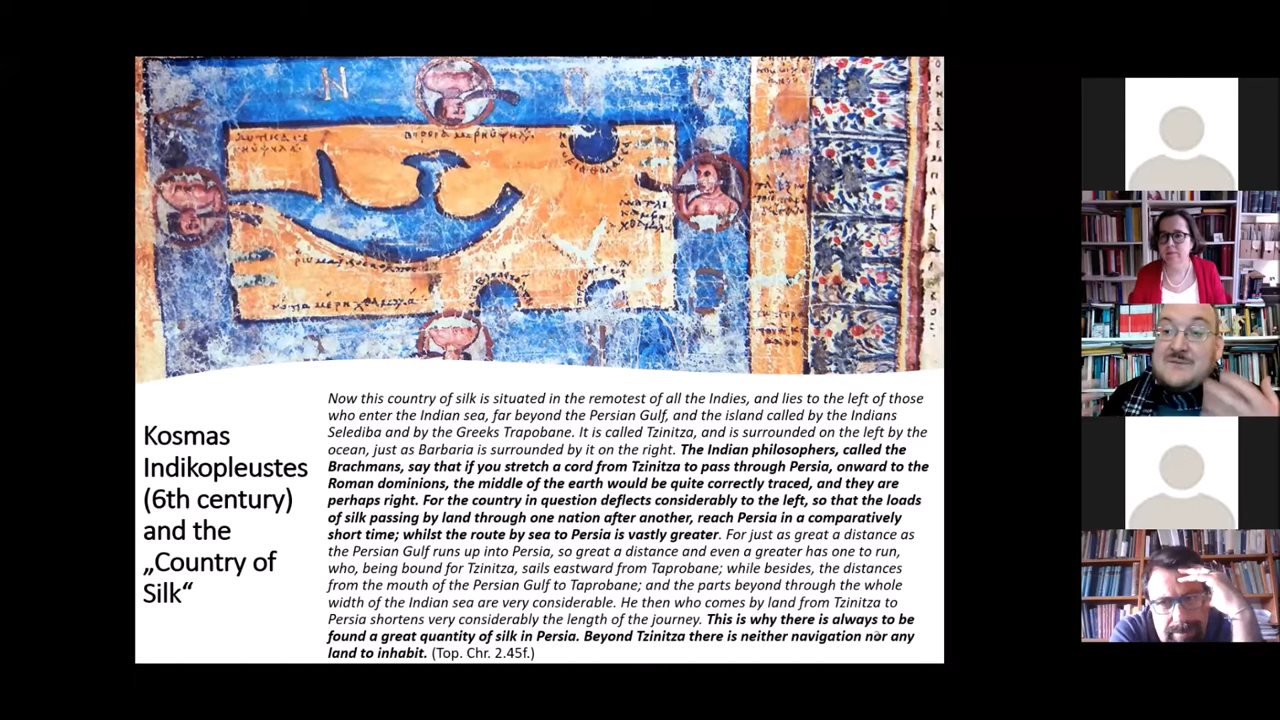 Kosmas
Indikopleustes
(6th century)
and the
„Country of
Silk“
Now this country of silk is situated in the remotest of all the Indies, and lies to the left of those
who enter the Indian sea, far beyond the Persian Gulf, and the island called by the Indians
Selediba and by the Greeks Trapobane. It is called Tzinitza, and is surrounded on the left by the
ocean, just as Barbaria is surrounded by it on the right. The Indian philosophers, called the
Brachmans, say that if you stretch a cord from Tzinitza to pass through Persia, onward to the
Roman dominions, the middle of the earth would be quite correctly traced, and they are
perhaps right. For the country in question deflects considerably to the left, so that the loads
of silk passing by land through one nation after another, reach Persia in a comparatively
short time; whilst the route by sea to Persia is vastly greater. For just as great a distance as
the Persian Gulf runs up into Persia, so great a distance and even a greater has one to run,
who, being bound for Tzinitza, sails eastward from Taprobane; while besides, the distances
from the mouth of the Persian Gulf to Taprobane; and the parts beyond through the whole
width of the Indian sea are very considerable. He then who comes by land from Tzinitza to
Persia shortens very considerably the length of the journey. This is why there is always to be
found a great quantity of silk in Persia. Beyond Tzinitza there is neither navigation nor any
land to inhabit. (Top. Chr. 2.45f.)